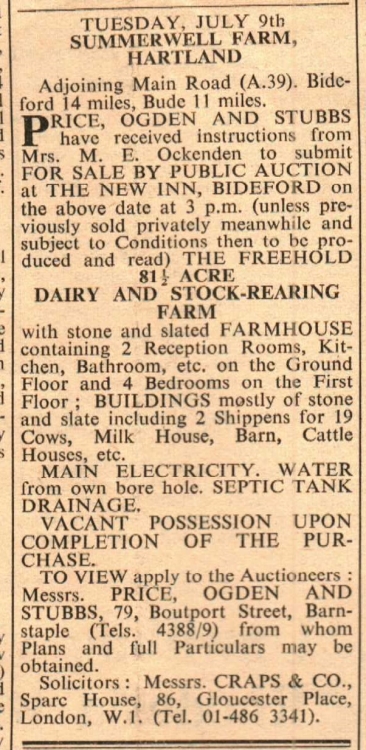 TUESDAY, JULY 9th
SUMMERWELL FARM,
HARTLAND
Adjoining Main Road (A.39). Bide-
ford 14 miles, Bude 11 miles.
PRICE, OGDEN AND STUBBS
have received instructions from
Mrs. M. E. Ockenden to submit
FOR SALE BY PUBLIC AUCTION
at THE NEW INN, BIDEFORD on
the above date at 3 p.m. (unless pre-
viously sold privately meanwhile and
subject to Conditions then to be pro-
duced and read) THE FREEHOLD
81½ ACRE
DAIRY AND STOCK-REARING
FARM
with stone and slated FARMHOUSE
containing 2 Reception Rooms, Kit-
chen, Bathroom, etc. on the Ground
Floor and 4 Bedrooms on the First
Floor ; BUILDINGS mostly of stone
and slate including 2 Shippens for 19
Cows, Milk House, Barn, Cattle
Houses, etc.
MAIN ELECTRICITY. WATER
from own bore hole. SEPTIC TANK
DRAINAGE.
VACANT POSSESSION UPON
COMPLETION OF THE PUR-
CHASE.
TO VIEW apply to the Auctioneers :
Messrs. PRICE, OGDEN AND
STUBBS, 79, Boutport Street, Barn-
staple (Tels. 4388/9) from whom
Plans and full Particulars may be
obtained.
Solicitors : Messrs. CRAPS & CO.,
Sparc House, 86, Gloucester Place,
London, W.1. (Tel. 01-486 3341).